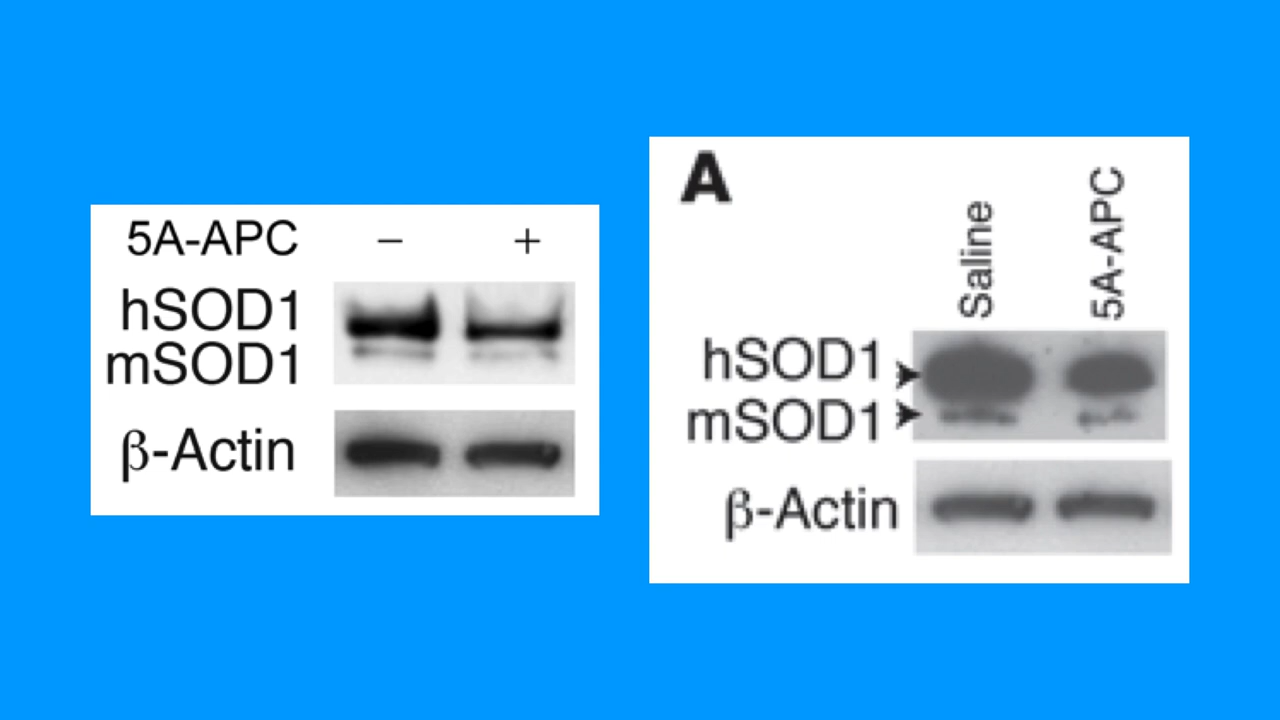 5A-APC − +
hSOD1
mSOD1
β-Actin
A
Saline
5A-APC
hSOD1
mSOD1
β-Actin